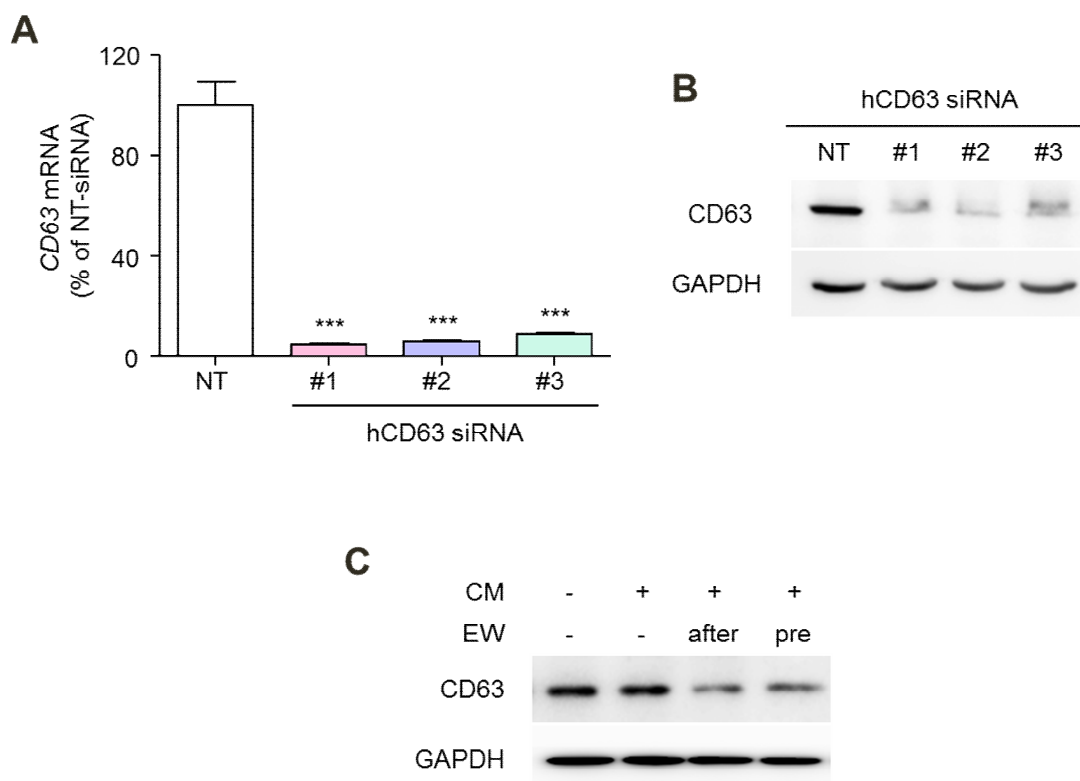 A
120
80
40
0
CD63 mRNA
(% of NT-siRNA)
***
***
***
NT #1 #2 #3
hCD63 siRNA
B
hCD63 siRNA
NT #1 #2 #3
CD63
GAPDH
C
CM - + + +
EW - - after pre
CD63
GAPDH